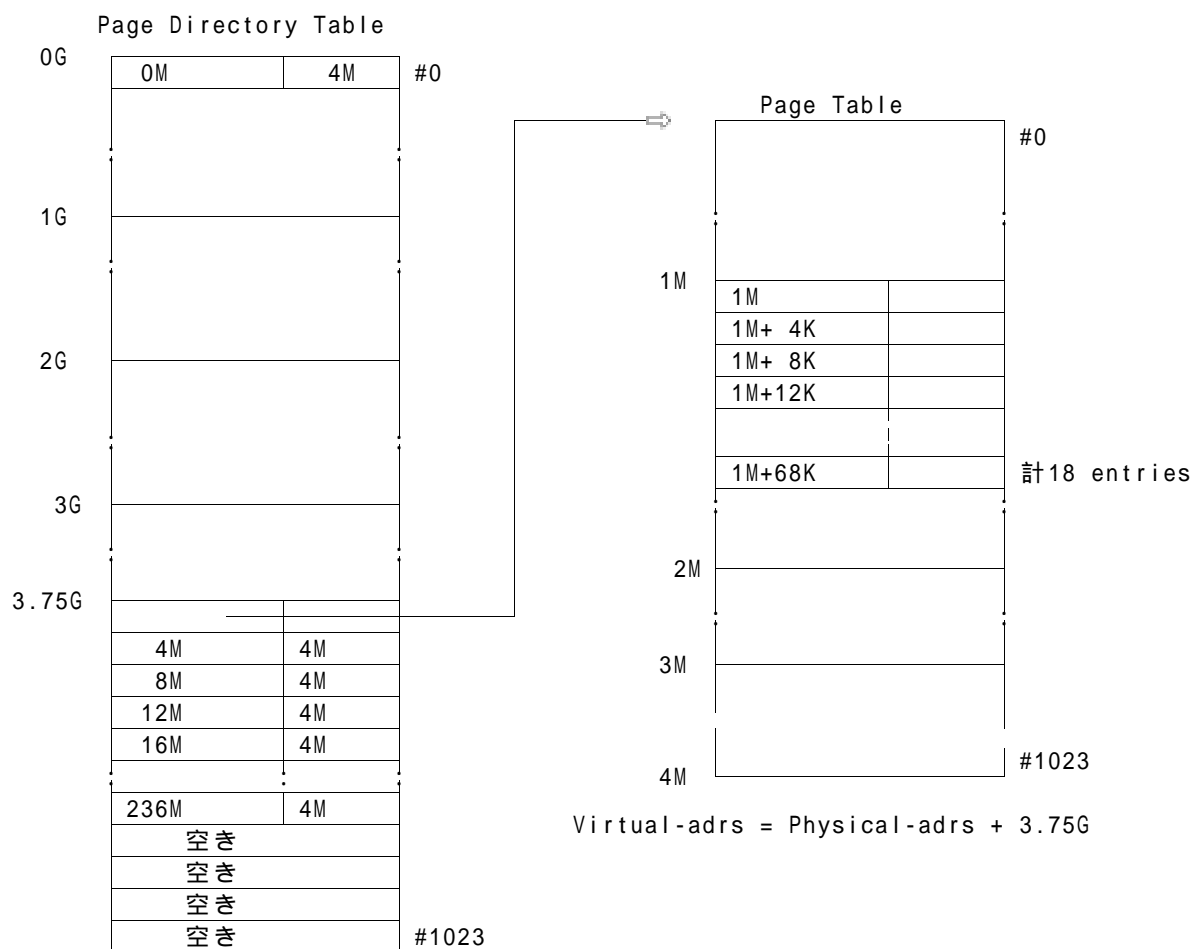 Page Directory Table
0G
0M 4M #0
1G
2G
3G
3.75G
4M 4M
8M 4M
12M 4M
16M 4M
236M 4M
空き
空き
空き
空き #1023
Page Table
#0
1M
1M
1M+ 4K
1M+ 8K
1M+12K
1M+68K 計18 entries
2M
3M
4M #1023
Virtual-adrs = Physical-adrs + 3.75G